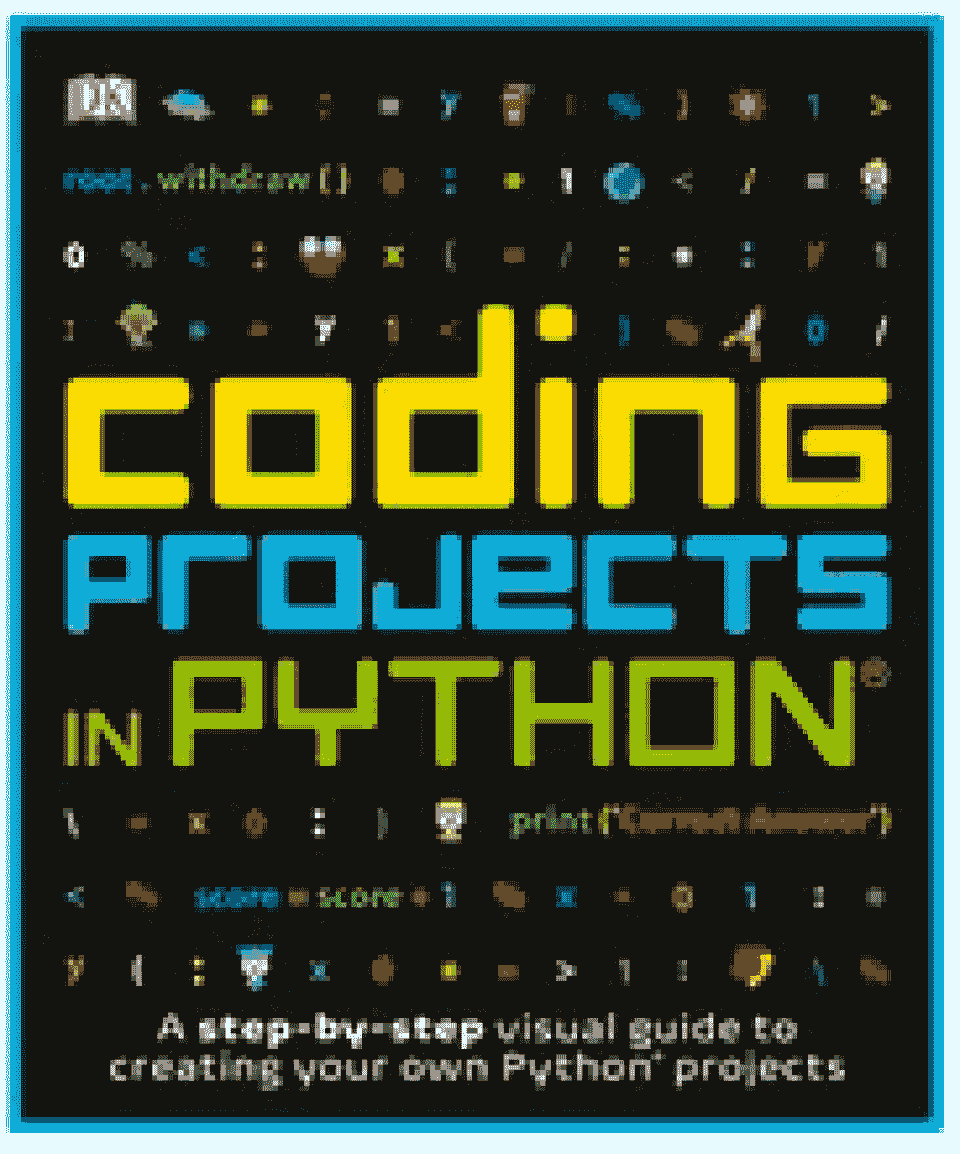 DK
root.withdraw()
coding
projects
IN PYTHON
print("Correct Answer")
score = score + 1
A step-by-step visual guide to
creating your own Python® projects